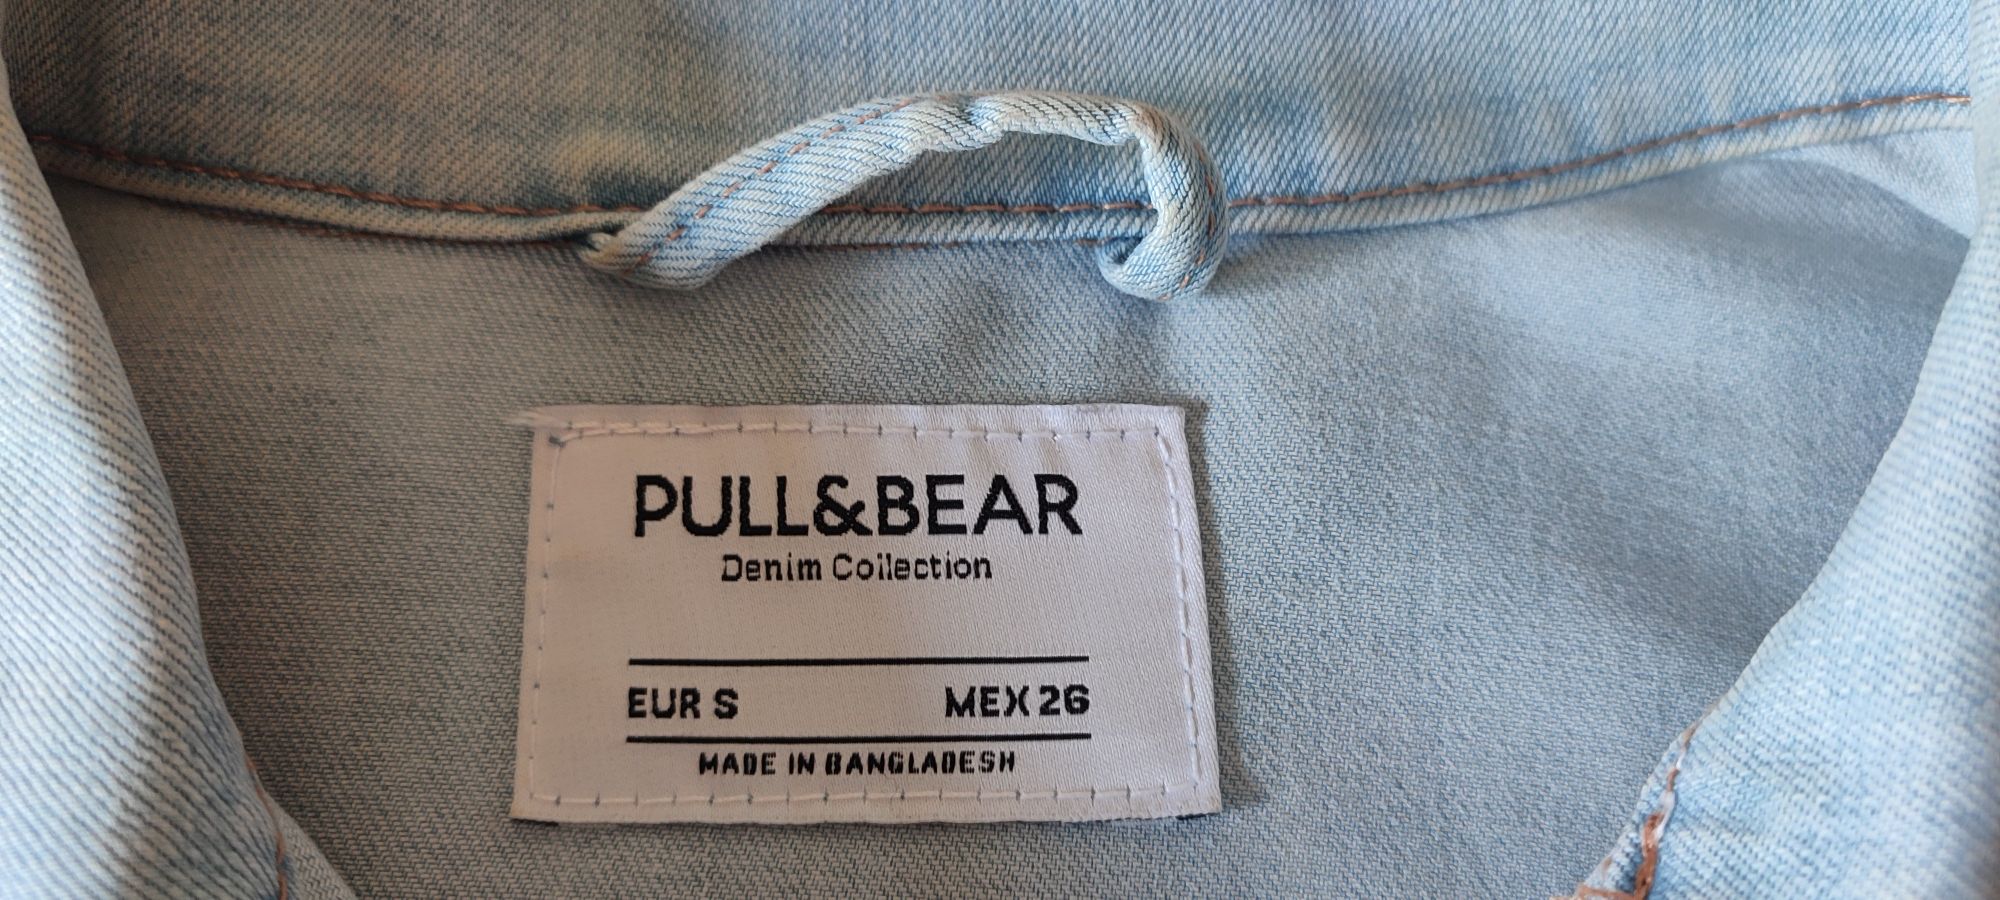 PULL&BEAR
Denim Collection
EUR S MEX 26
MADE IN BANGLADESH